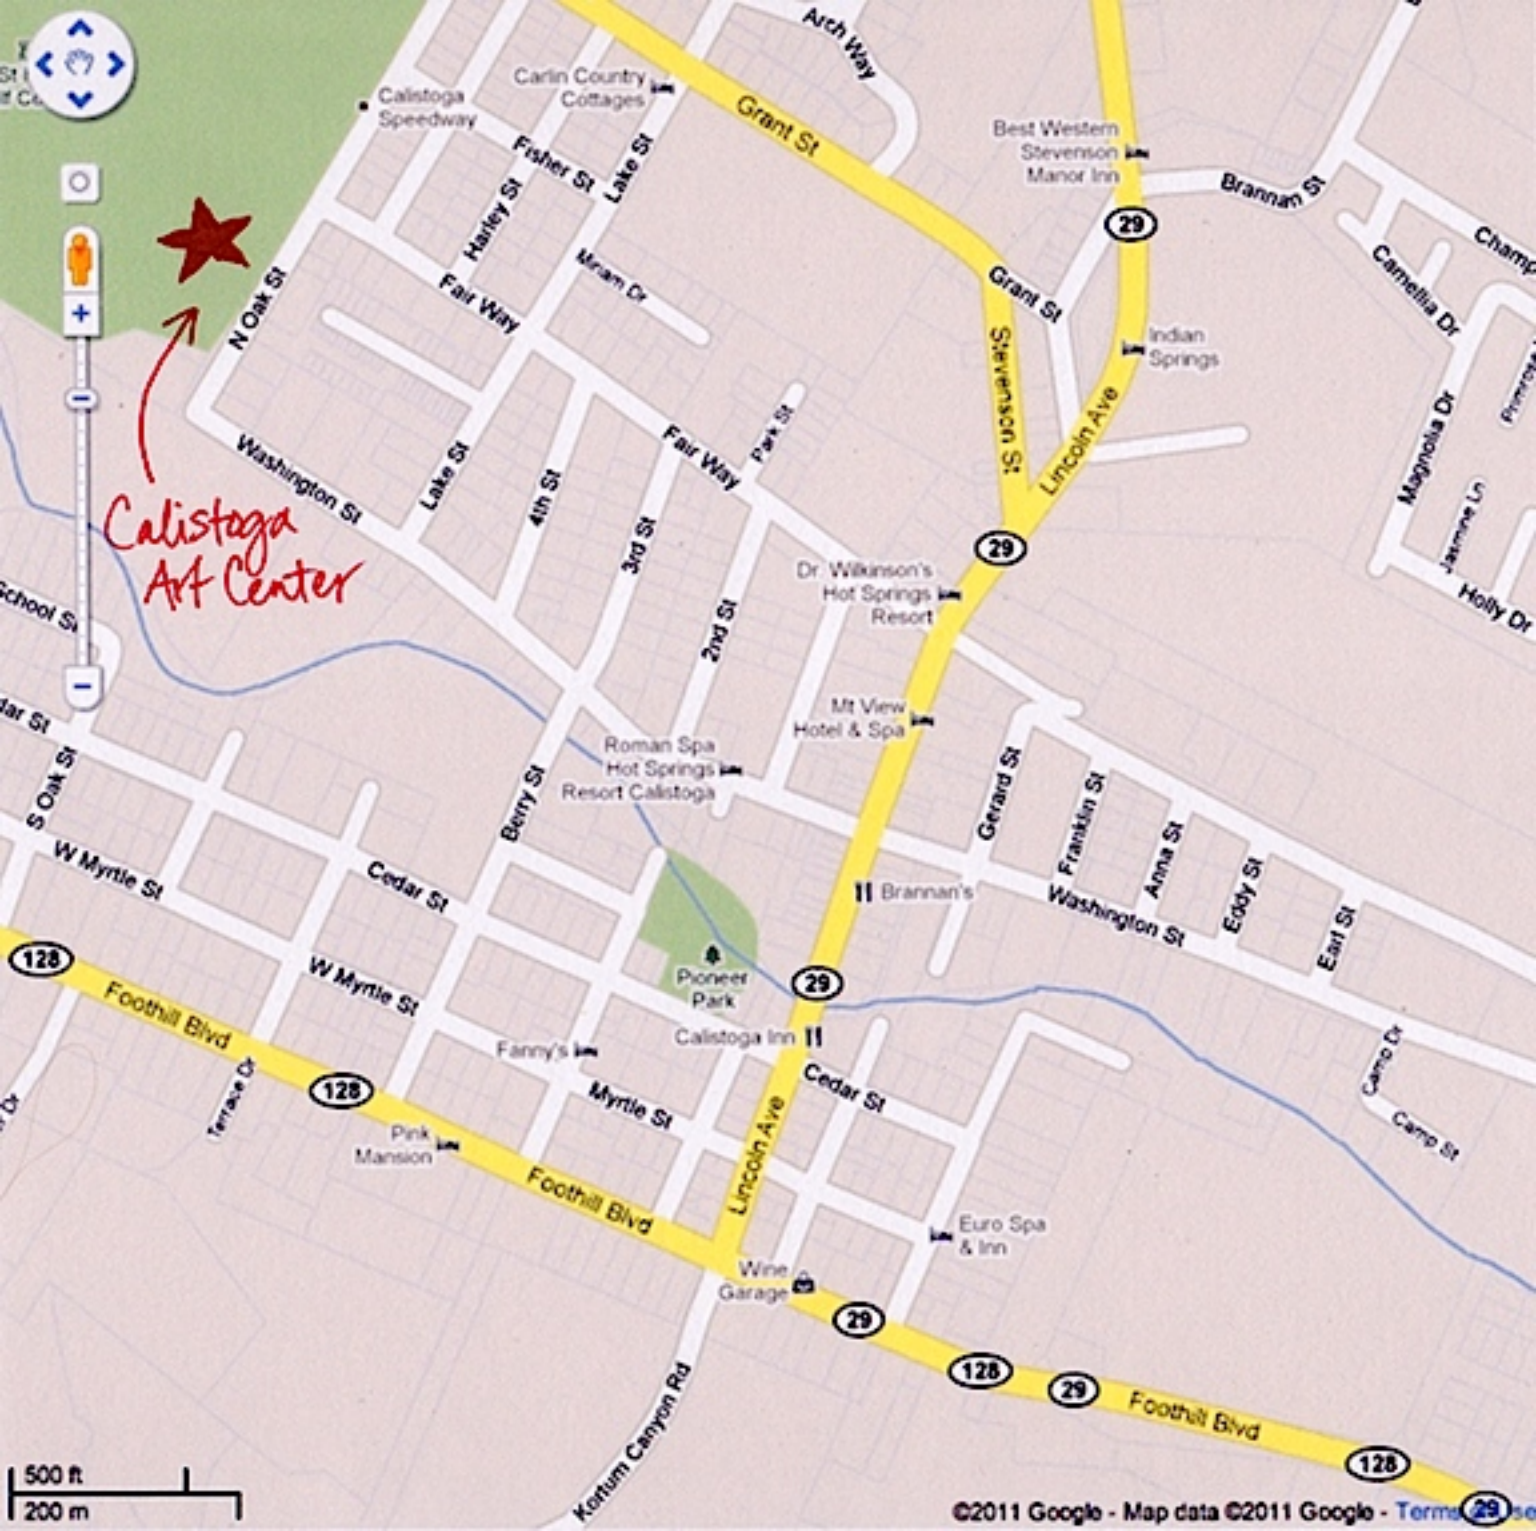 Arch Way
Carlin Country
Cottages
Calistoga
Speedway
Grant St
Best Western
Stevenson
Manor Inn
Fisher St
Lake St
Brannan St
29
Harley St
Champ
Camellia Dr
Miriam Dr
Grant St
N Oak St
Fair Way
Indian
Springs
Stevenson St
Lincoln Ave
Magnolia Dr
Park St
Fair Way
Washington St
Lake St
4th St
3rd St
Jasmine Ln
Calistoga
Art Center
29
Dr. Wilkinson's
Hot Springs
Resort
Holly Dr
School St
2nd St
Mt View
Hotel & Spa
Roman Spa
Hot Springs
Resort Calistoga
S Oak St
Berry St
Gerard St
Franklin St
Anna St
Eddy St
Earl St
W Myrtle St
Cedar St
Brannan's
Washington St
128
Foothill Blvd
W Myrtle St
Pioneer
Park
29
Calistoga Inn
Fanny's
Cedar St
Camp Dr
Camp St
Terrace Dr
128
Myrtle St
Pink
Mansion
Lincoln Ave
Foothill Blvd
Euro Spa
& Inn
Wine
Garage
29
128
29
Foothill Blvd
128
29
Kortum Canyon Rd
500 ft
200 m
©2011 Google - Map data ©2011 Google - Terms